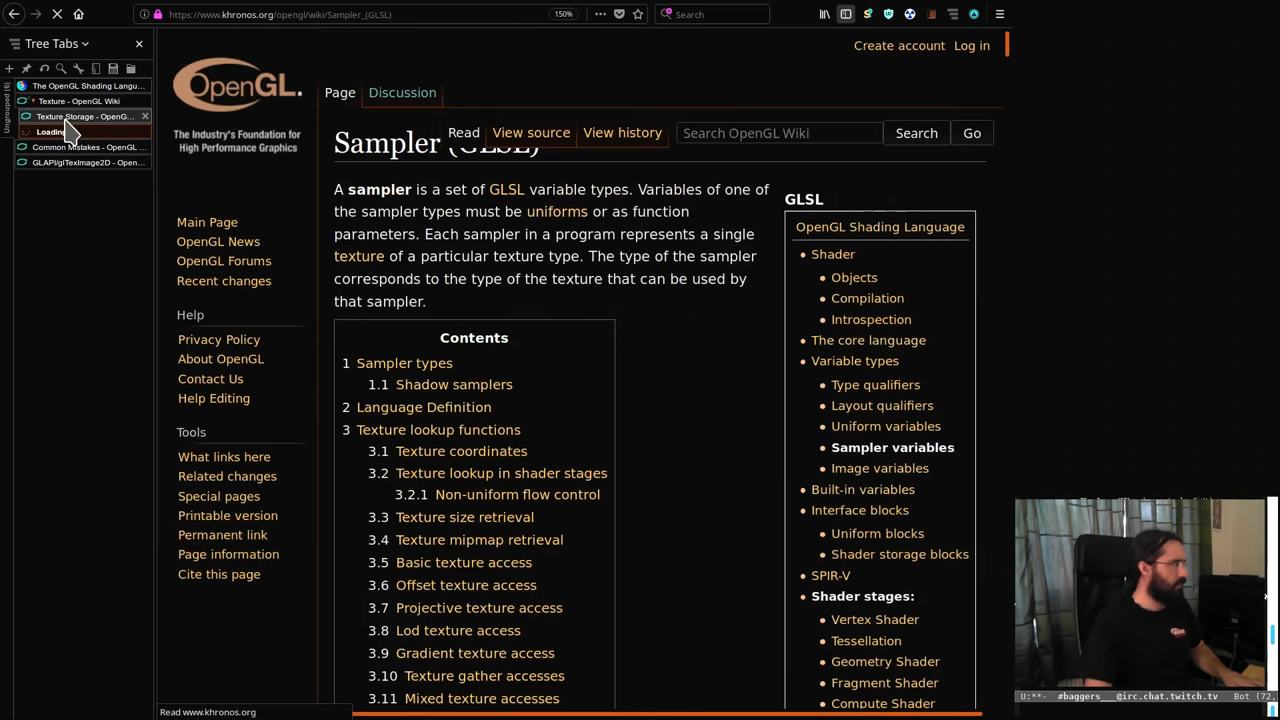 https://www.khronos.org/opengl/wiki/Sampler_(GLSL)
150%
Search
Tree Tabs
Ungrouped (6)
The OpenGL Shading Langu...
Texture - OpenGL Wiki
Texture Storage - OpenG...
Loading
Common Mistakes - OpenGL ...
GLAPI/glTexImage2D - Open...
OpenGL.
The Industry's Foundation for
High Performance Graphics
Main Page
OpenGL News
OpenGL Forums
Recent changes
Help
Privacy Policy
About OpenGL
Contact Us
Help Editing
Tools
What links here
Related changes
Special pages
Printable version
Permanent link
Page information
Cite this page
Create account Log in
Page Discussion
Read View source View history Search OpenGL Wiki Search Go
Sampler (GLSL)
A sampler is a set of GLSL variable types. Variables of one of
the sampler types must be uniforms or as function
parameters. Each sampler in a program represents a single
texture of a particular texture type. The type of the sampler
corresponds to the type of the texture that can be used by
that sampler.
Contents
1 Sampler types
1.1 Shadow samplers
2 Language Definition
3 Texture lookup functions
3.1 Texture coordinates
3.2 Texture lookup in shader stages
3.2.1 Non-uniform flow control
3.3 Texture size retrieval
3.4 Texture mipmap retrieval
3.5 Basic texture access
3.6 Offset texture access
3.7 Projective texture access
3.8 Lod texture access
3.9 Gradient texture access
3.10 Texture gather accesses
3.11 Mixed texture accesses
GLSL
OpenGL Shading Language
Shader
Objects
Compilation
Introspection
The core language
Variable types
Type qualifiers
Layout qualifiers
Uniform variables
Sampler variables
Image variables
Built-in variables
Interface blocks
Uniform blocks
Shader storage blocks
SPIR-V
Shader stages:
Vertex Shader
Tessellation
Geometry Shader
Fragment Shader
Compute Shader
Read www.khronos.org
U:**- #baggers___ @irc.chat.twitch.tv Bot (72,